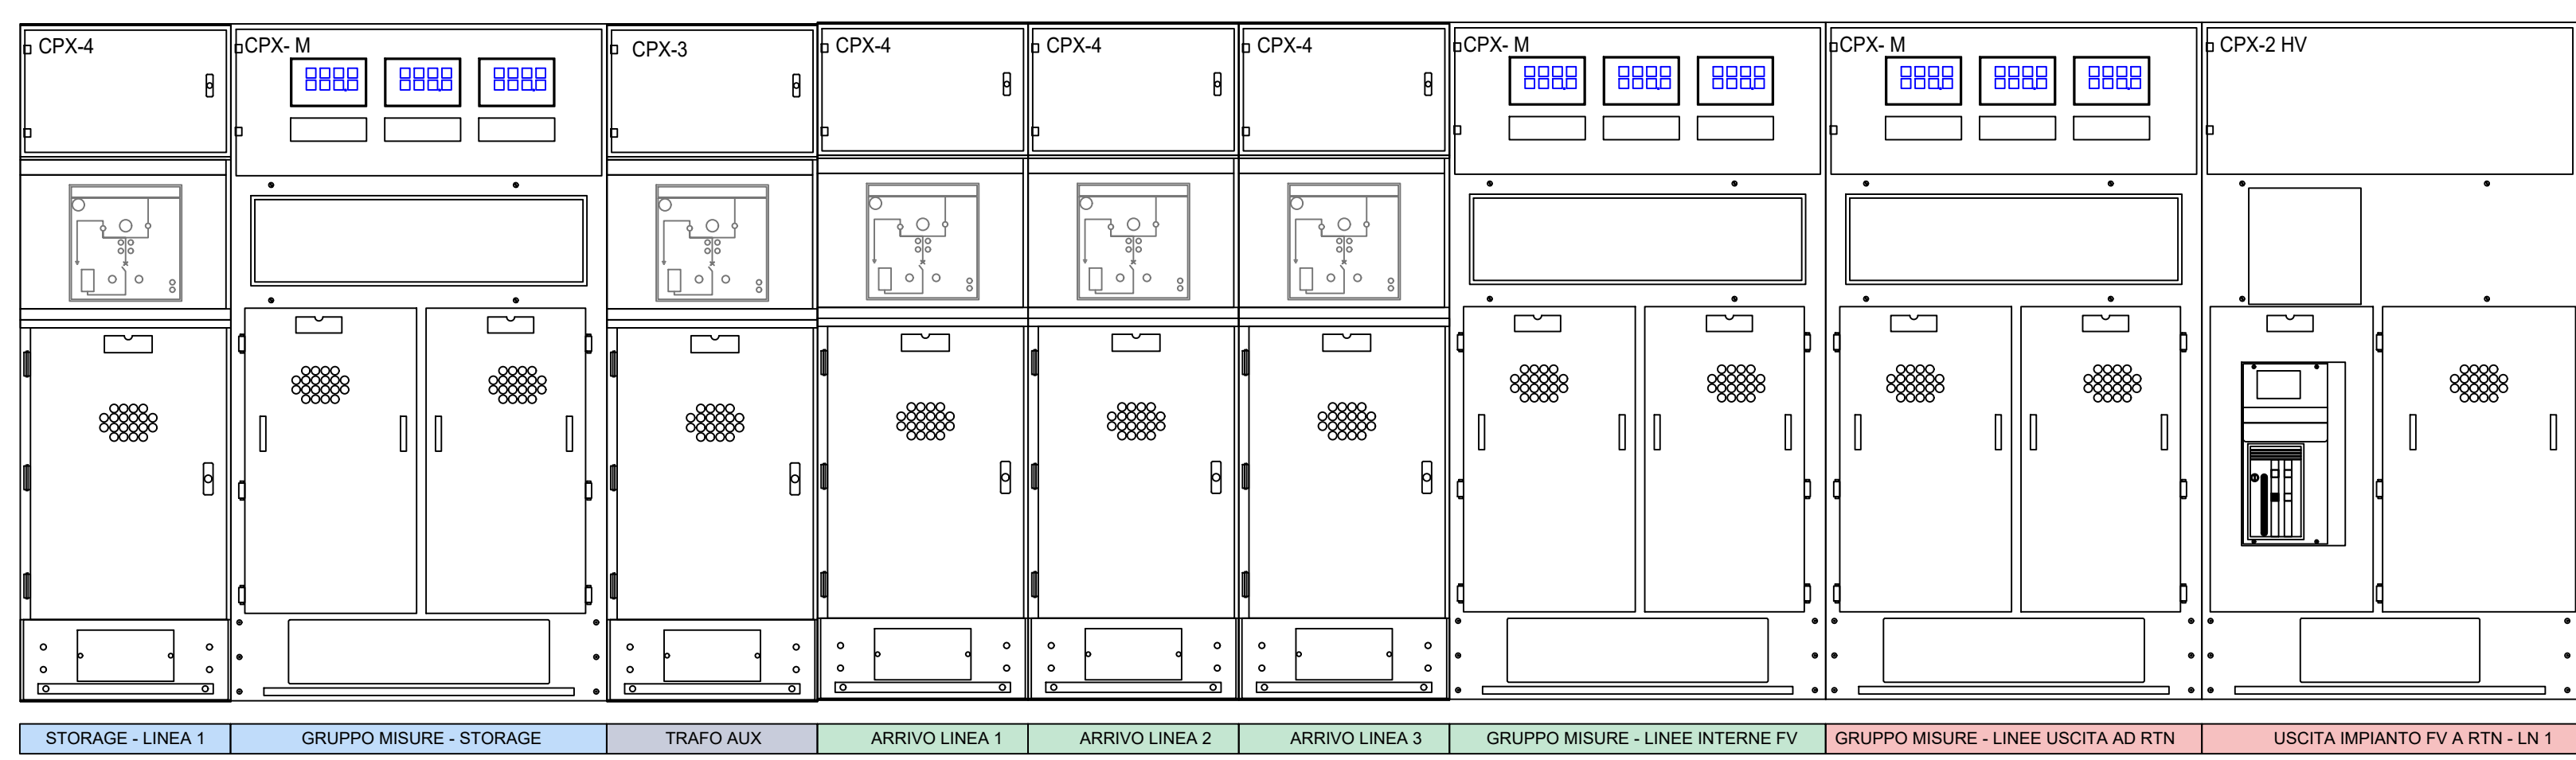 CPX-4
CPX- M
CPX-3
CPX-4
CPX-4
CPX-4
CPX- M
CPX- M
CPX-2 HV
STORAGE - LINEA 1
GRUPPO MISURE - STORAGE
TRAFO AUX
ARRIVO LINEA 1
ARRIVO LINEA 2
ARRIVO LINEA 3
GRUPPO MISURE - LINEE INTERNE FV
GRUPPO MISURE - LINEE USCITA AD RTN
USCITA IMPIANTO FV A RTN - LN 1